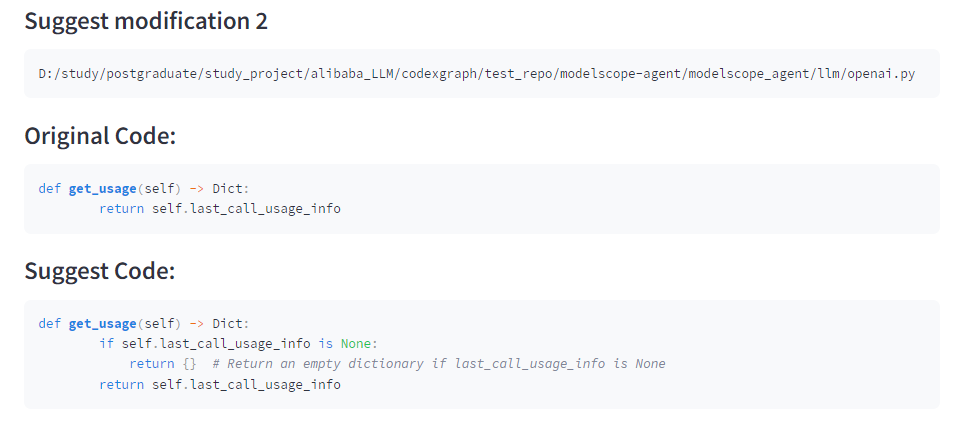 Suggest modification 2
D:/study/postgraduate/study_project/alibaba_LLM/codexgraph/test_repo/modelscope-agent/modelscope_agent/llm/openai.py
Original Code:
def get_usage(self) -> Dict:
        return self.last_call_usage_info
Suggest Code:
def get_usage(self) -> Dict:
        if self.last_call_usage_info is None:
            return {}  # Return an empty dictionary if last_call_usage_info is None
        return self.last_call_usage_info